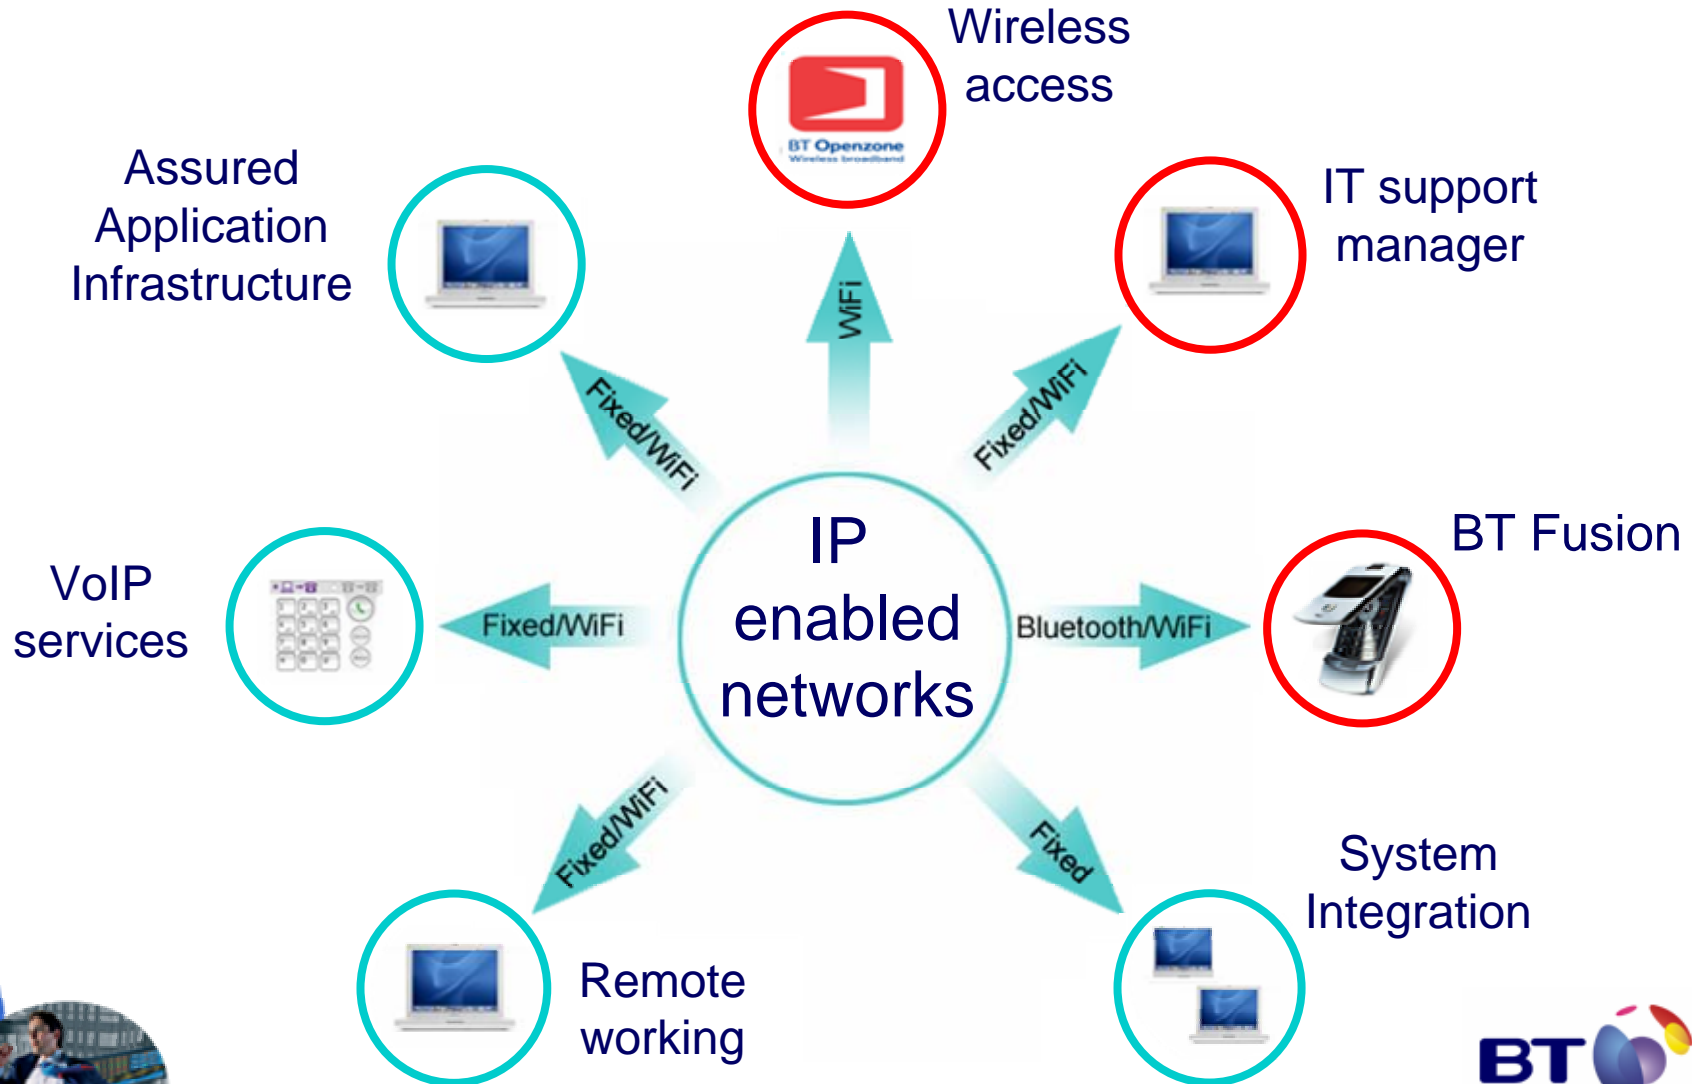 Wireless
access
BT Openzone
Wireless broadband
Assured
Application
Infrastructure
IT support
manager
WiFi
Fixed/WiFi
Fixed/WiFi
BT Fusion
IP
enabled
networks
VoIP
services
Fixed/WiFi
Bluetooth/WiFi
Fixed/WiFi
Fixed
System
Integration
Remote
working
BT